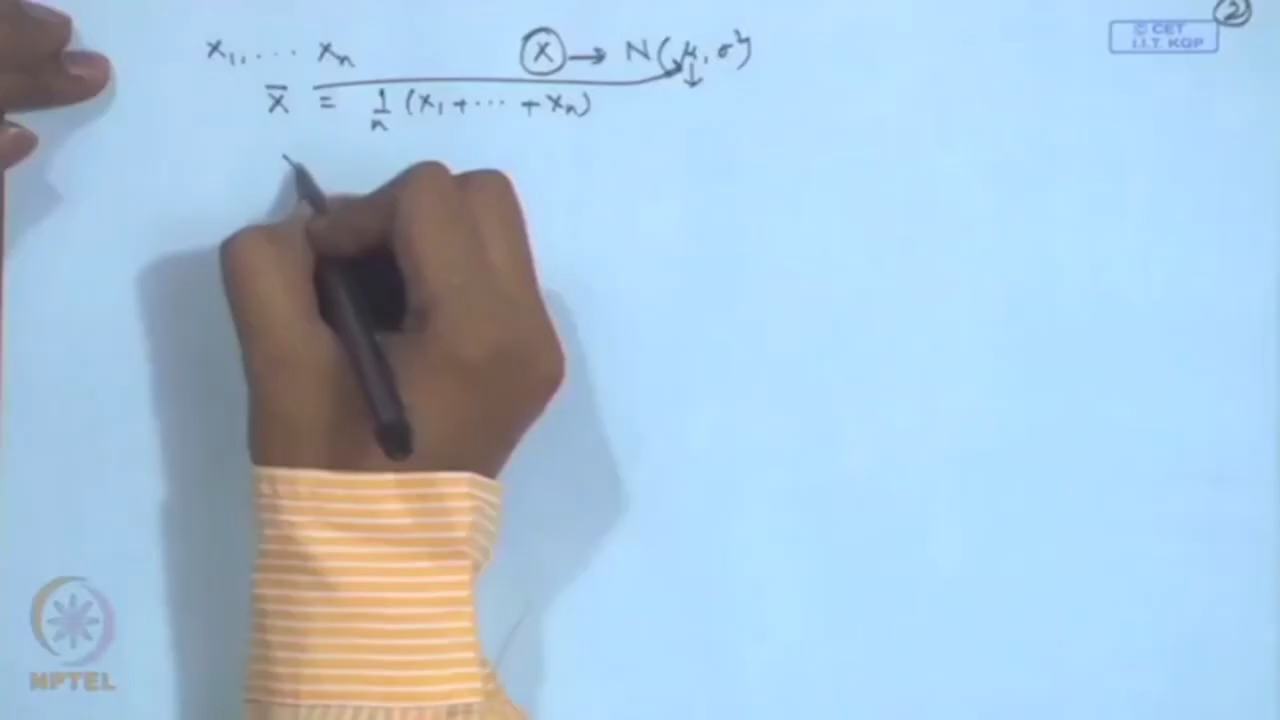 x₁, ... xₙ X → N(μ, σ²)
x̄ = 1/n (x₁ + ... + xₙ)
2
© CET
I.I.T. KGP
NPTEL